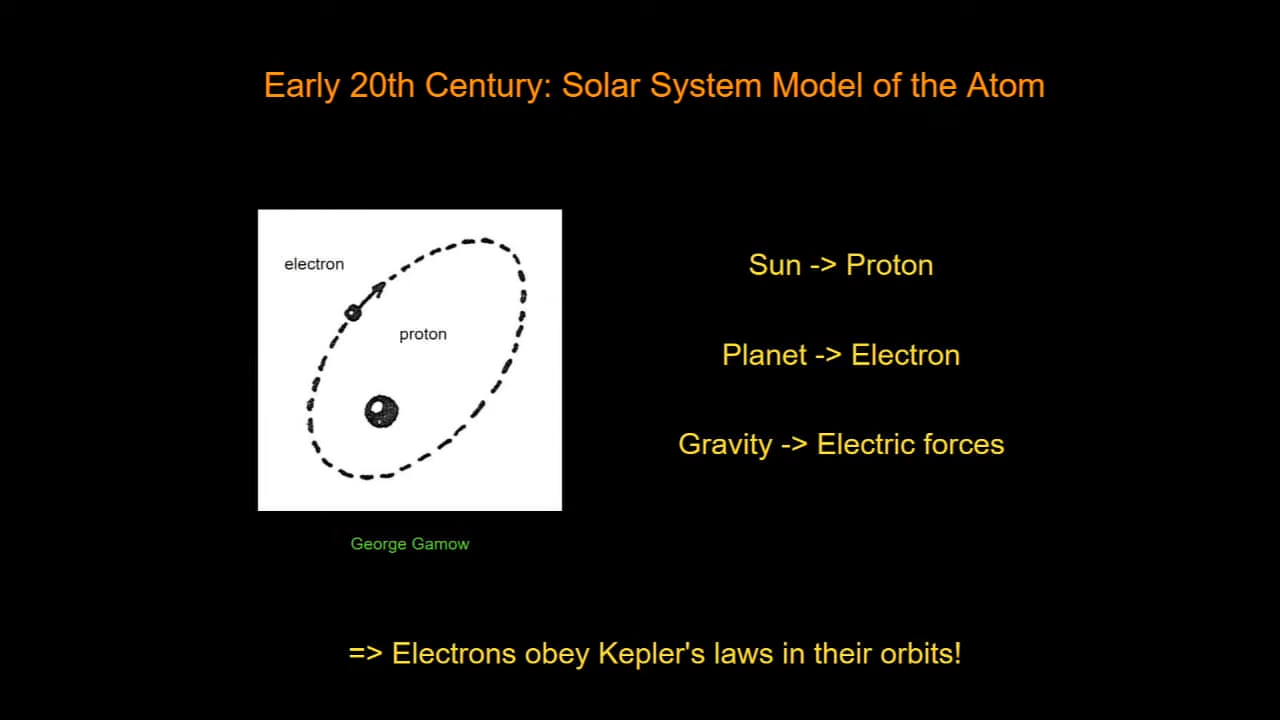 Early 20th Century: Solar System Model of the Atom
electron
proton
George Gamow
Sun -> Proton
Planet -> Electron
Gravity -> Electric forces
=> Electrons obey Kepler's laws in their orbits!